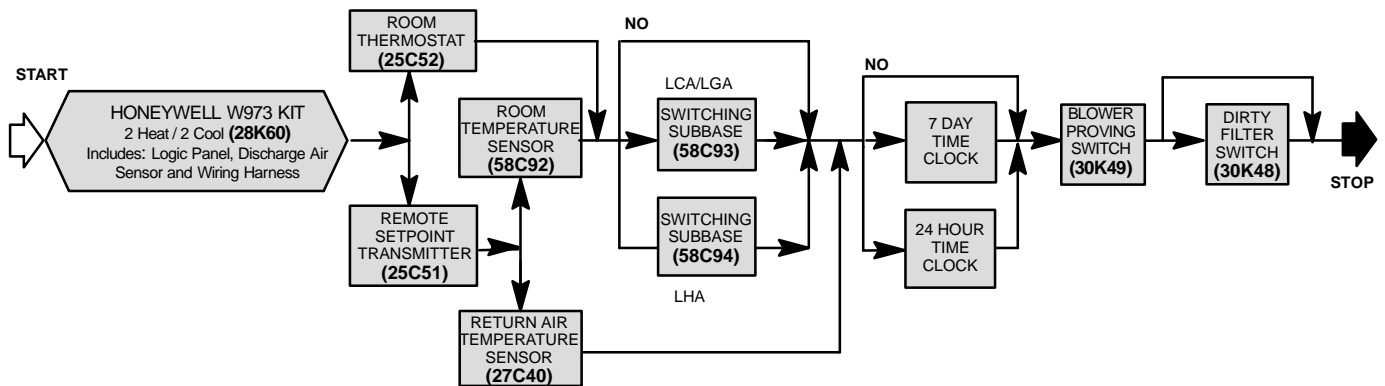 START
HONEYWELL W973 KIT
2 Heat / 2 Cool (28K60)
Includes: Logic Panel, Discharge Air
Sensor and Wiring Harness
ROOM
THERMOSTAT
(25C52)
REMOTE
SETPOINT
TRANSMITTER
(25C51)
ROOM
TEMPERATURE
SENSOR
(58C92)
RETURN AIR
TEMPERATURE
SENSOR
(27C40)
NO
LCA/LGA
SWITCHING
SUBBASE
(58C93)
SWITCHING
SUBBASE
(58C94)
LHA
NO
7 DAY
TIME
CLOCK
24 HOUR
TIME
CLOCK
BLOWER
PROVING
SWITCH
(30K49)
DIRTY
FILTER
SWITCH
(30K48)
STOP